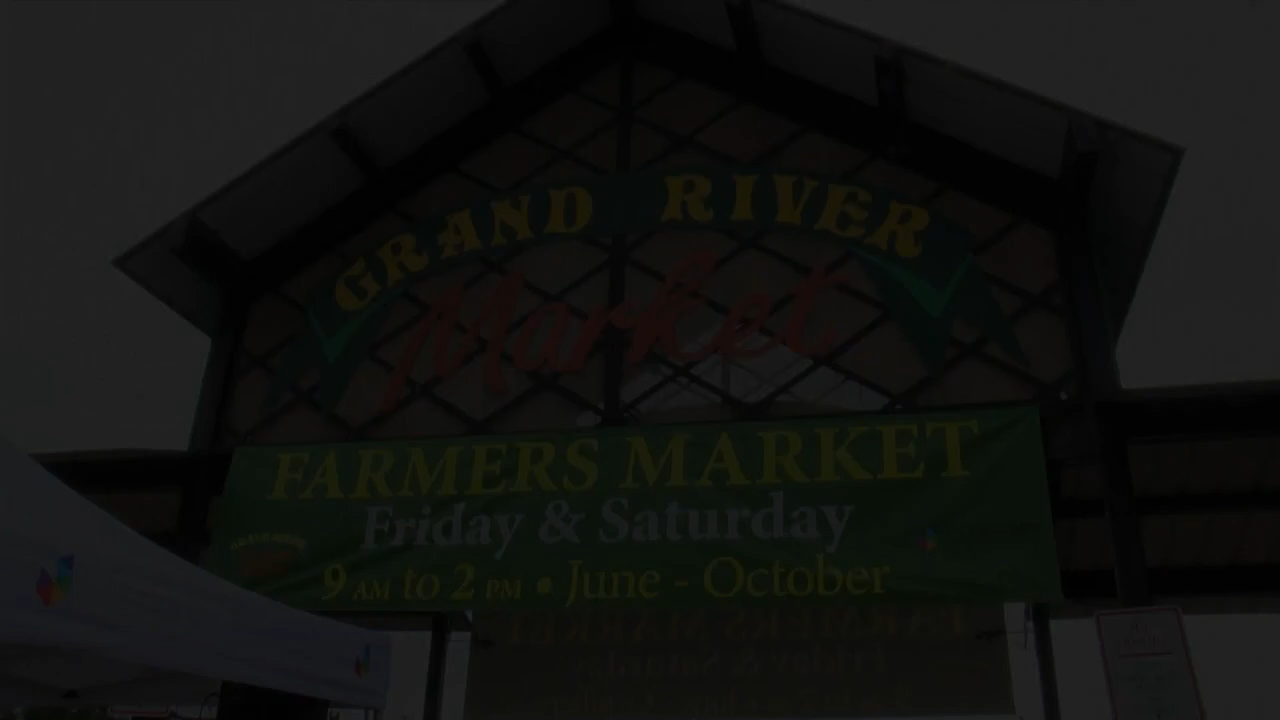 GRAND RIVER
Market
FARMERS MARKET
Friday & Saturday
9 AM to 2 PM • June - October